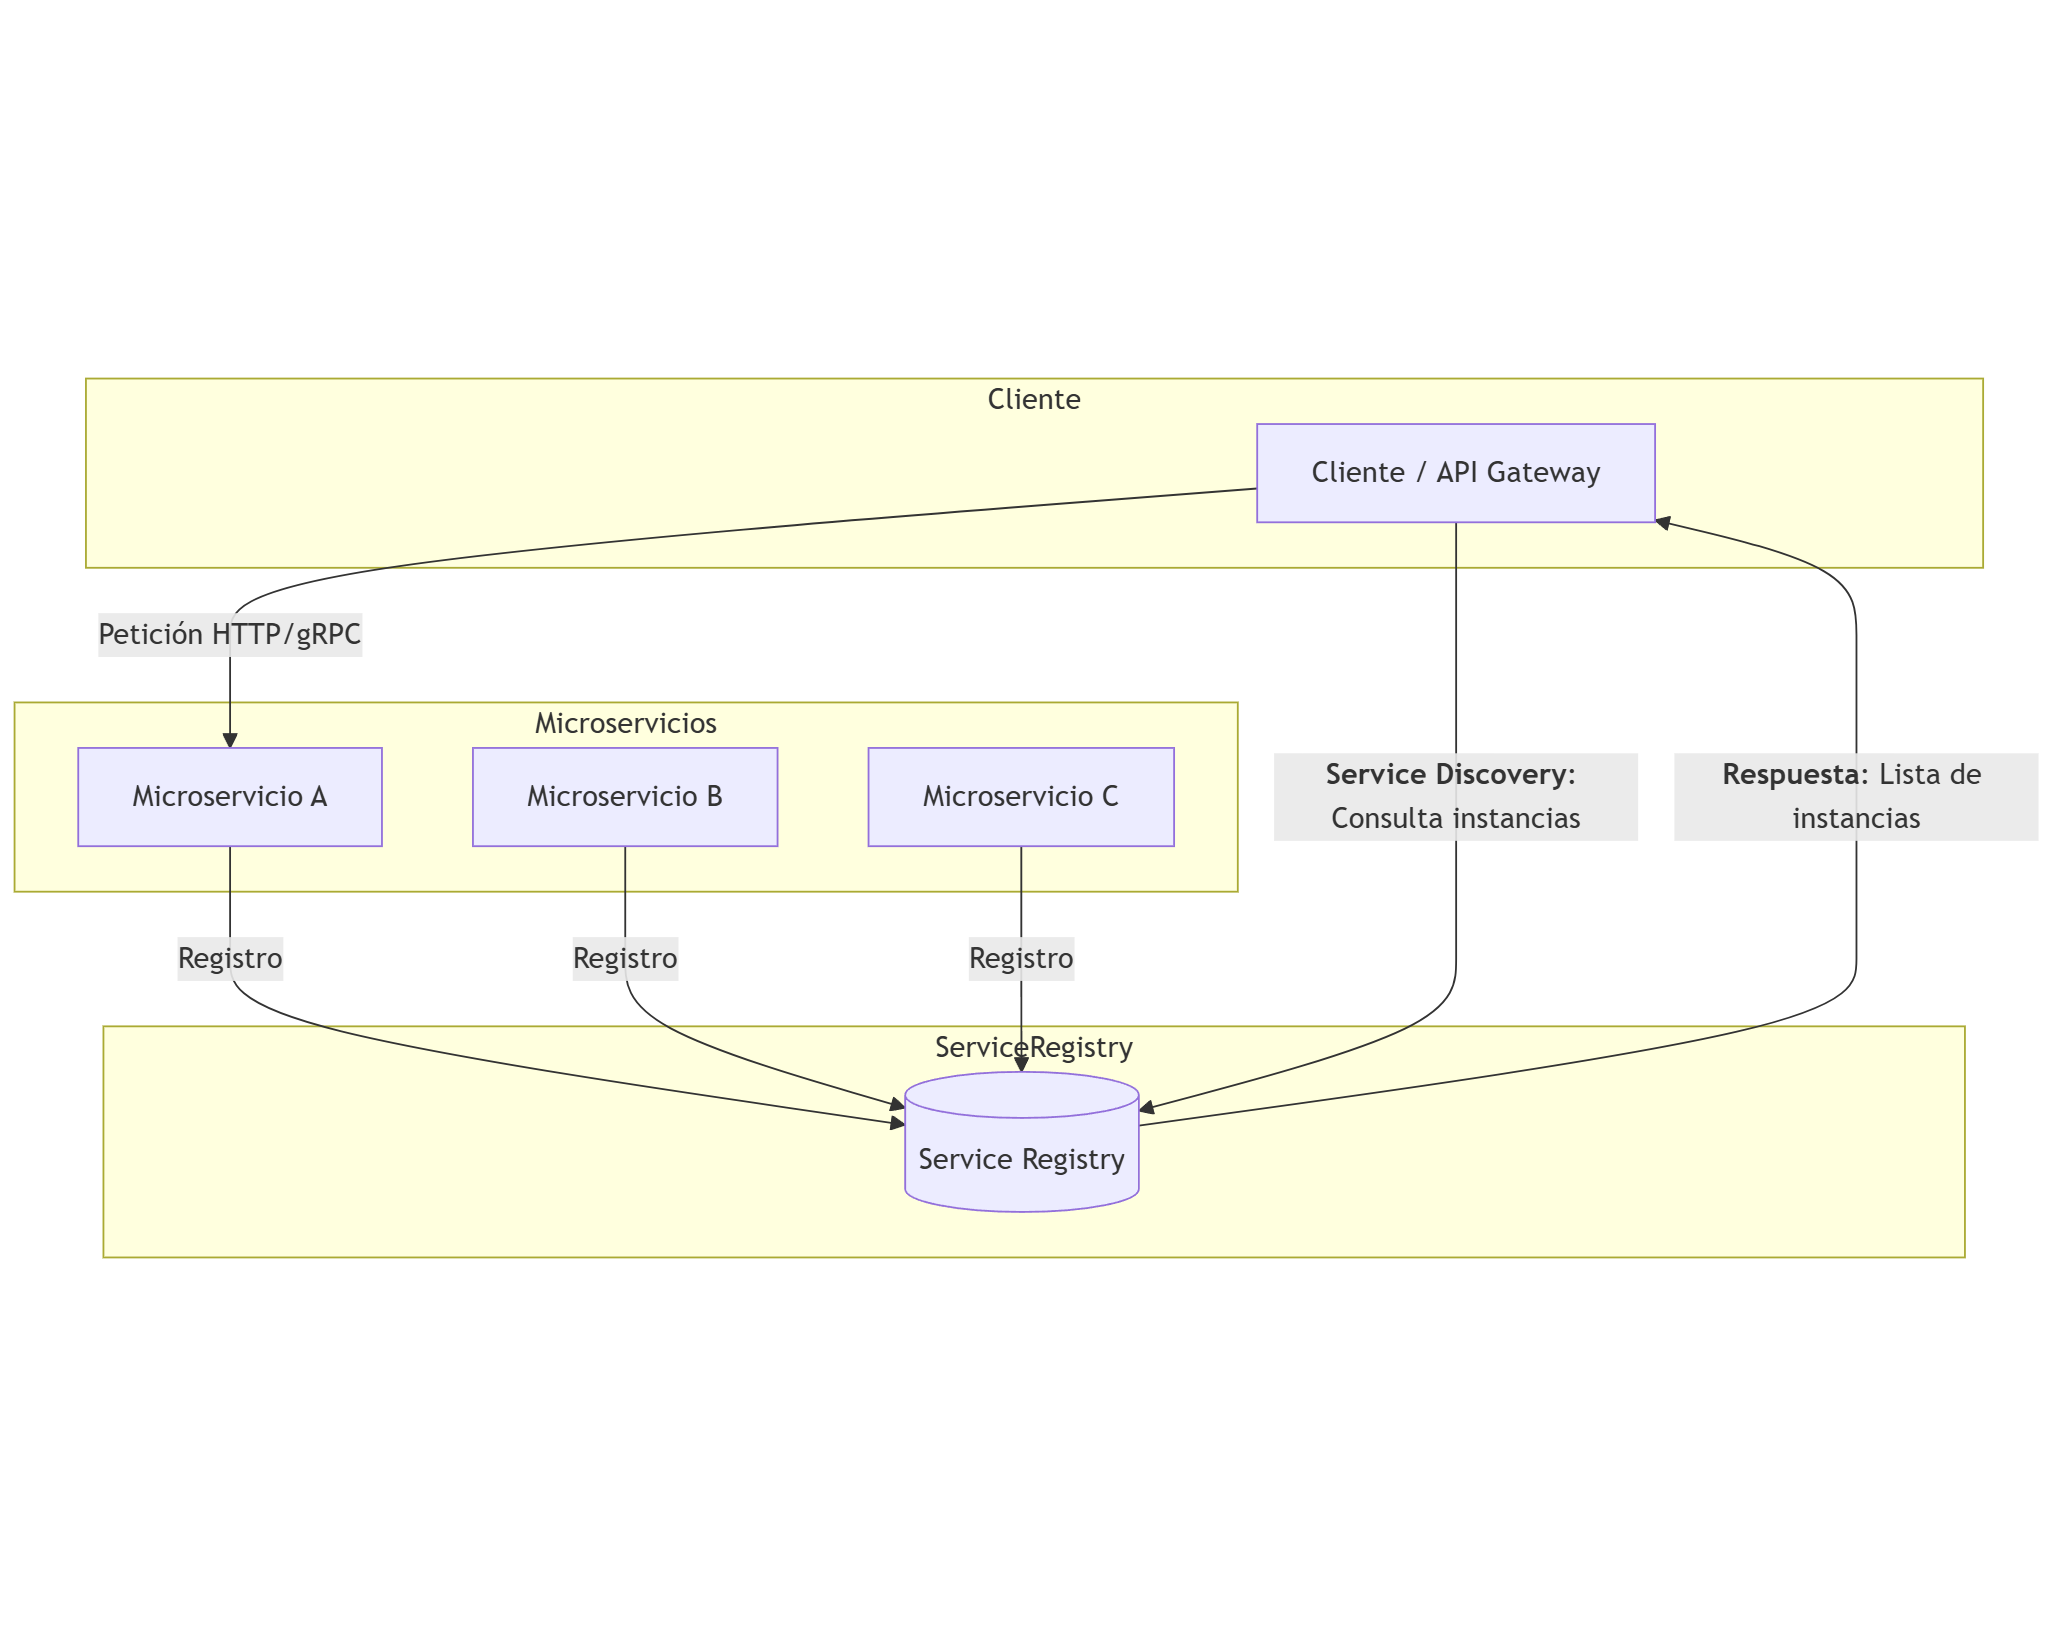 Cliente
Cliente / API Gateway
Petición HTTP/gRPC
Microservicios
Microservicio A
Microservicio B
Microservicio C
Service Discovery:
Consulta instancias
Respuesta: Lista de
instancias
Registro
Registro
Registro
ServiceRegistry
Service Registry